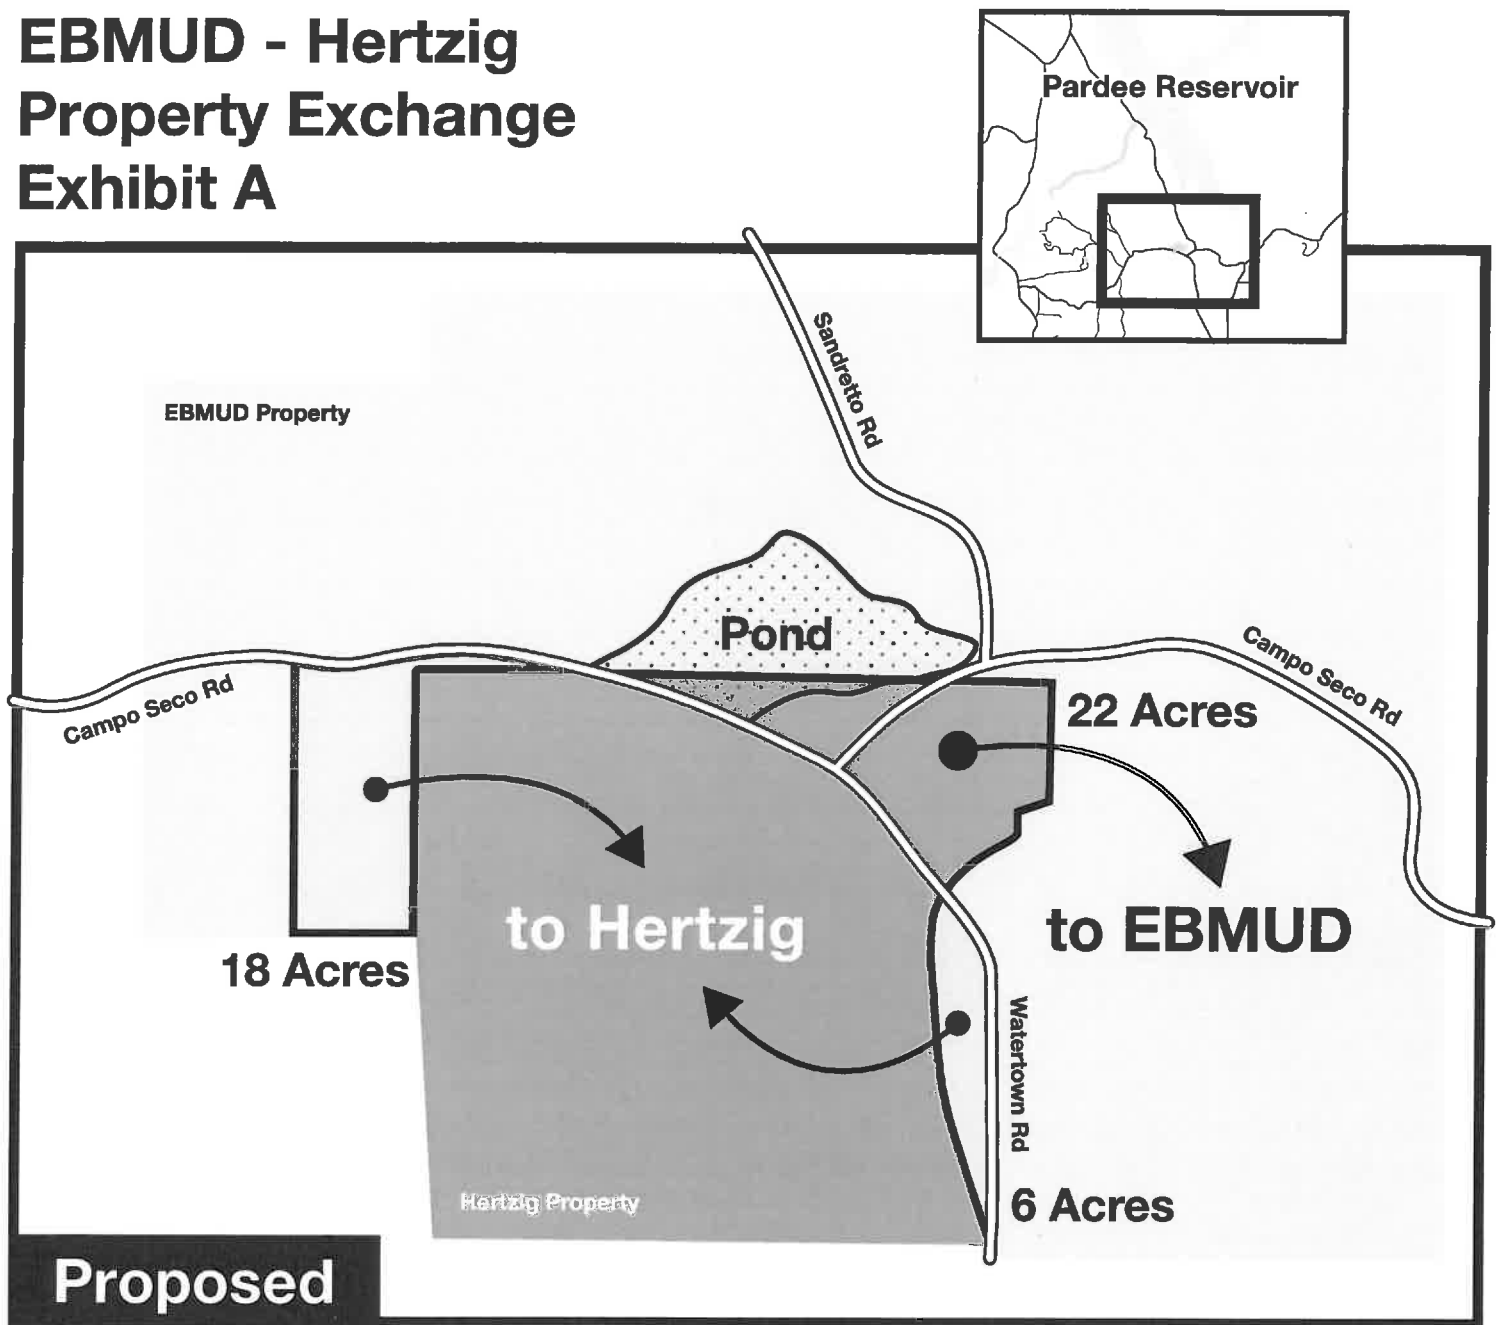 EBMUD - Hertzig
Property Exchange
Exhibit A
Pardee Reservoir
Sandretto Rd
EBMUD Property
Pond
Campo Seco Rd
Campo Seco Rd
22 Acres
to Hertzig
to EBMUD
18 Acres
Watertown Rd
Hertzig Property
6 Acres
Proposed